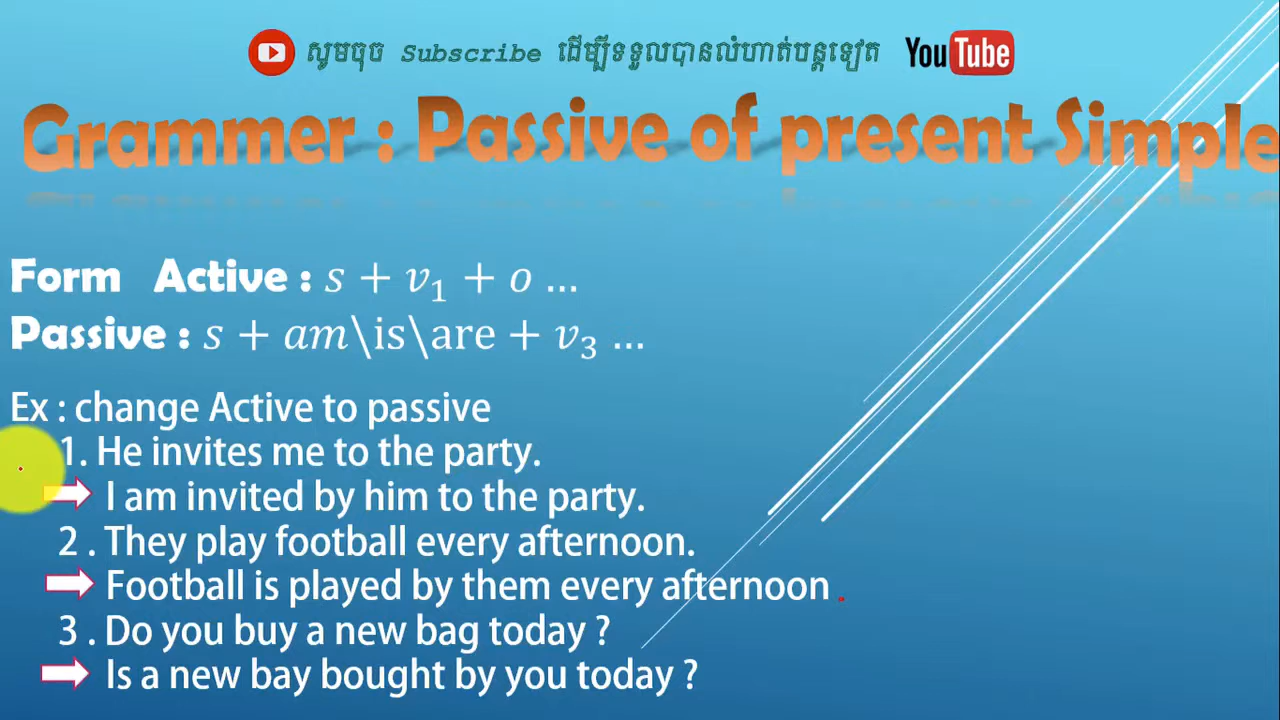 សូមចុច Subscribe ដើម្បីទទួលបានលំហាត់បន្តទៀត YouTube
Grammer : Passive of present Simple
Form Active : s + v₁ + o ...
Passive : s + am\is\are + v₃ ...
Ex : change Active to passive
1. He invites me to the party.
I am invited by him to the party.
2 . They play football every afternoon.
Football is played by them every afternoon .
3 . Do you buy a new bag today ?
Is a new bay bought by you today ?